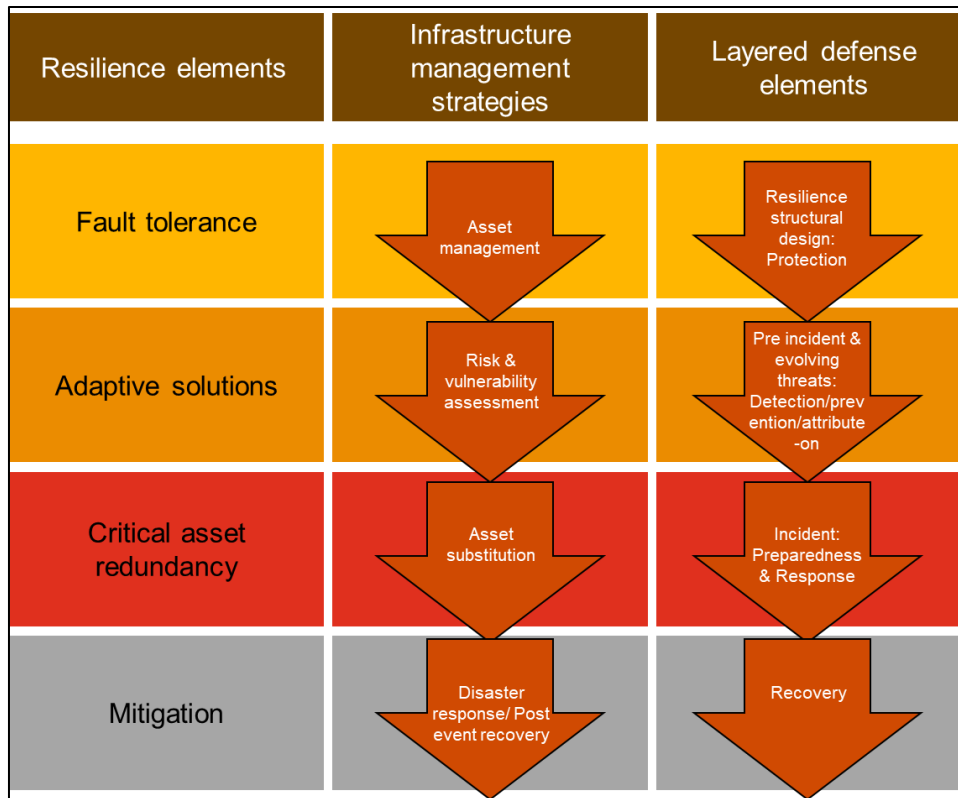 Resilience elements
Infrastructure
management
strategies
Layered defense
elements
Fault tolerance
Asset
management
Resilience
structural
design:
Protection
Adaptive solutions
Risk &
vulnerability
assessment
Pre incident &
evolving
threats:
Detection/prev
ention/attribute
-on
Critical asset
redundancy
Asset
substitution
Incident:
Preparedness
& Response
Mitigation
Disaster
response/ Post
event recovery
Recovery